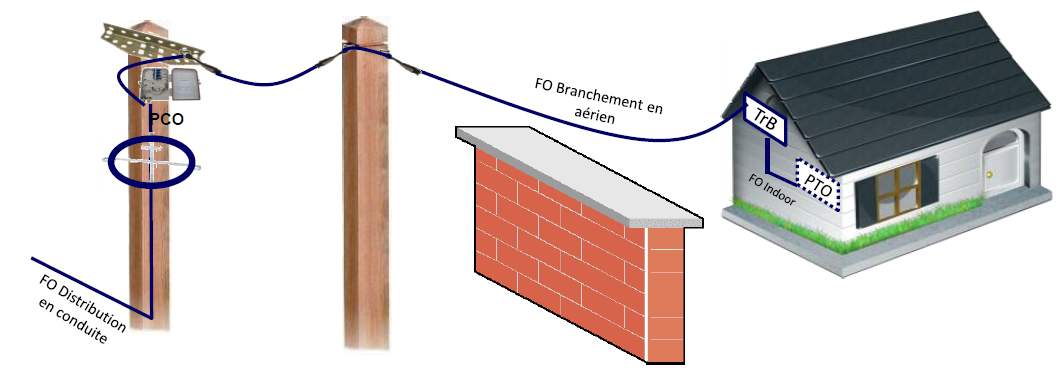 PCO
FO Distribution
en conduite
FO Branchement en
aérien
TrB
PTO
FO Indoor